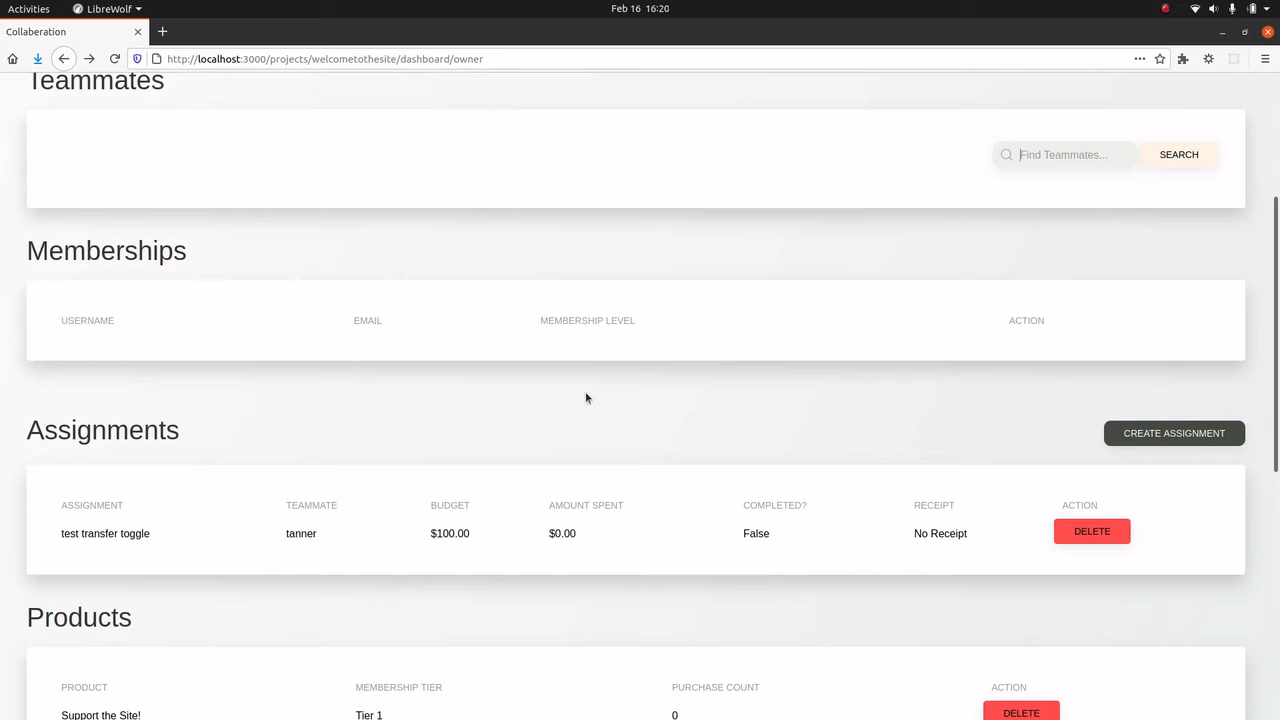 Activities LibreWolf Feb 16 16:20
Collaberation
http://localhost:3000/projects/welcometothesite/dashboard/owner
Teammates
Find Teammates... SEARCH
Memberships
USERNAME EMAIL MEMBERSHIP LEVEL ACTION
Assignments CREATE ASSIGNMENT
ASSIGNMENT TEAMMATE BUDGET AMOUNT SPENT COMPLETED? RECEIPT ACTION
test transfer toggle tanner $100.00 $0.00 False No Receipt DELETE
Products
PRODUCT MEMBERSHIP TIER PURCHASE COUNT ACTION
Support the Site! Tier 1 0 DELETE